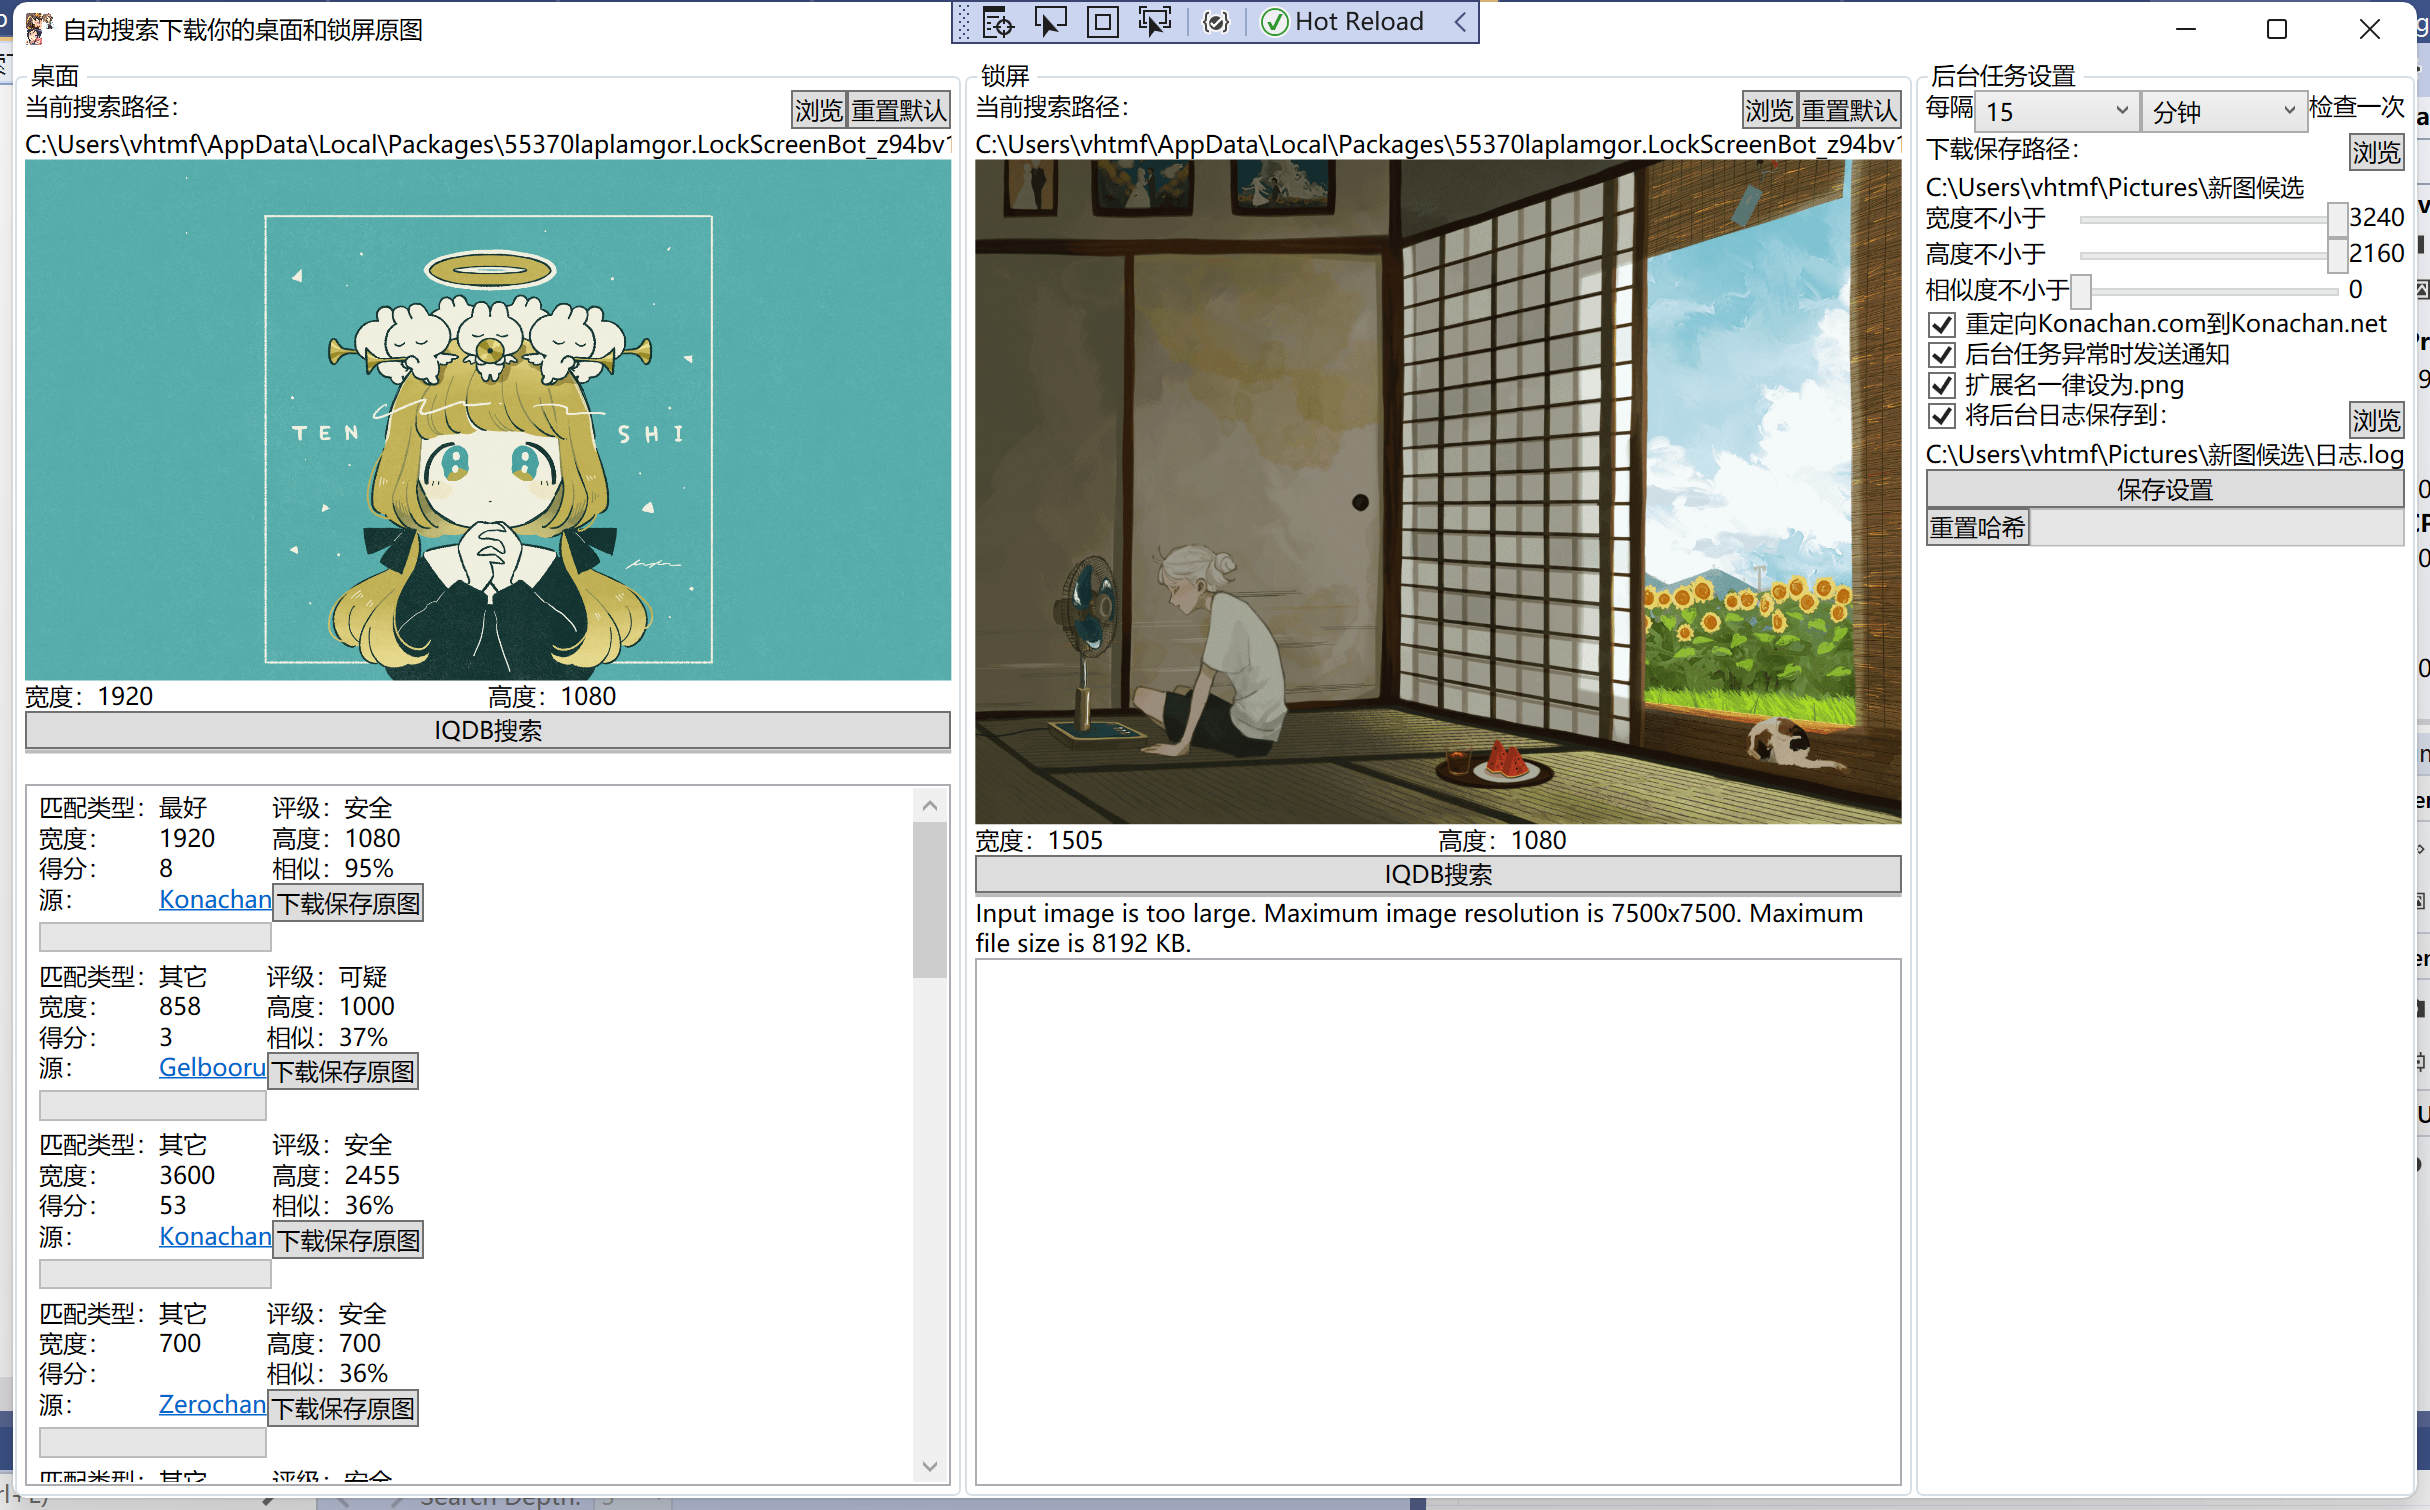 自动搜索下载你的桌面和锁屏原图
Hot Reload
桌面
当前搜索路径：
浏览 重置默认
C:\Users\vhtmf\AppData\Local\Packages\55370laplamgor.LockScreenBot_z94bv1
TEN SHI
宽度：1920 高度：1080
IQDB搜索
匹配类型：最好 评级：安全
宽度： 1920 高度：1080
得分： 8 相似：95%
源： Konachan 下载保存原图
匹配类型：其它 评级：可疑
宽度： 858 高度：1000
得分： 3 相似：37%
源： Gelbooru 下载保存原图
匹配类型：其它 评级：安全
宽度： 3600 高度：2455
得分： 53 相似：36%
源： Konachan 下载保存原图
匹配类型：其它 评级：安全
宽度： 700 高度：700
得分： 相似：36%
源： Zerochan 下载保存原图
匹配类型：其它 评级：安全
锁屏
当前搜索路径：
浏览 重置默认
C:\Users\vhtmf\AppData\Local\Packages\55370laplamgor.LockScreenBot_z94bv1
宽度：1505 高度：1080
IQDB搜索
Input image is too large. Maximum image resolution is 7500x7500. Maximum
file size is 8192 KB.
后台任务设置
每隔 15 分钟 检查一次
下载保存路径： 浏览
C:\Users\vhtmf\Pictures\新图候选
宽度不小于 3240
高度不小于 2160
相似度不小于 0
重定向Konachan.com到Konachan.net
后台任务异常时发送通知
扩展名一律设为.png
将后台日志保存到： 浏览
C:\Users\vhtmf\Pictures\新图候选\日志.log
保存设置
重置哈希
Search Depth: